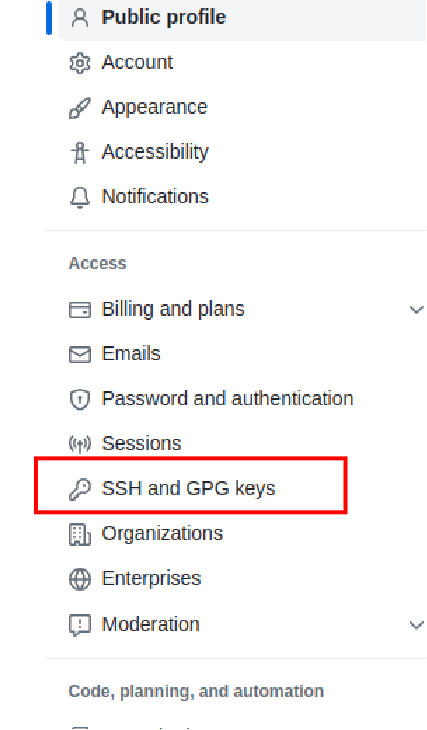 Public profile
Account
Appearance
Accessibility
Notifications
Access
Billing and plans
Emails
Password and authentication
Sessions
SSH and GPG keys
Organizations
Enterprises
Moderation
Code, planning, and automation